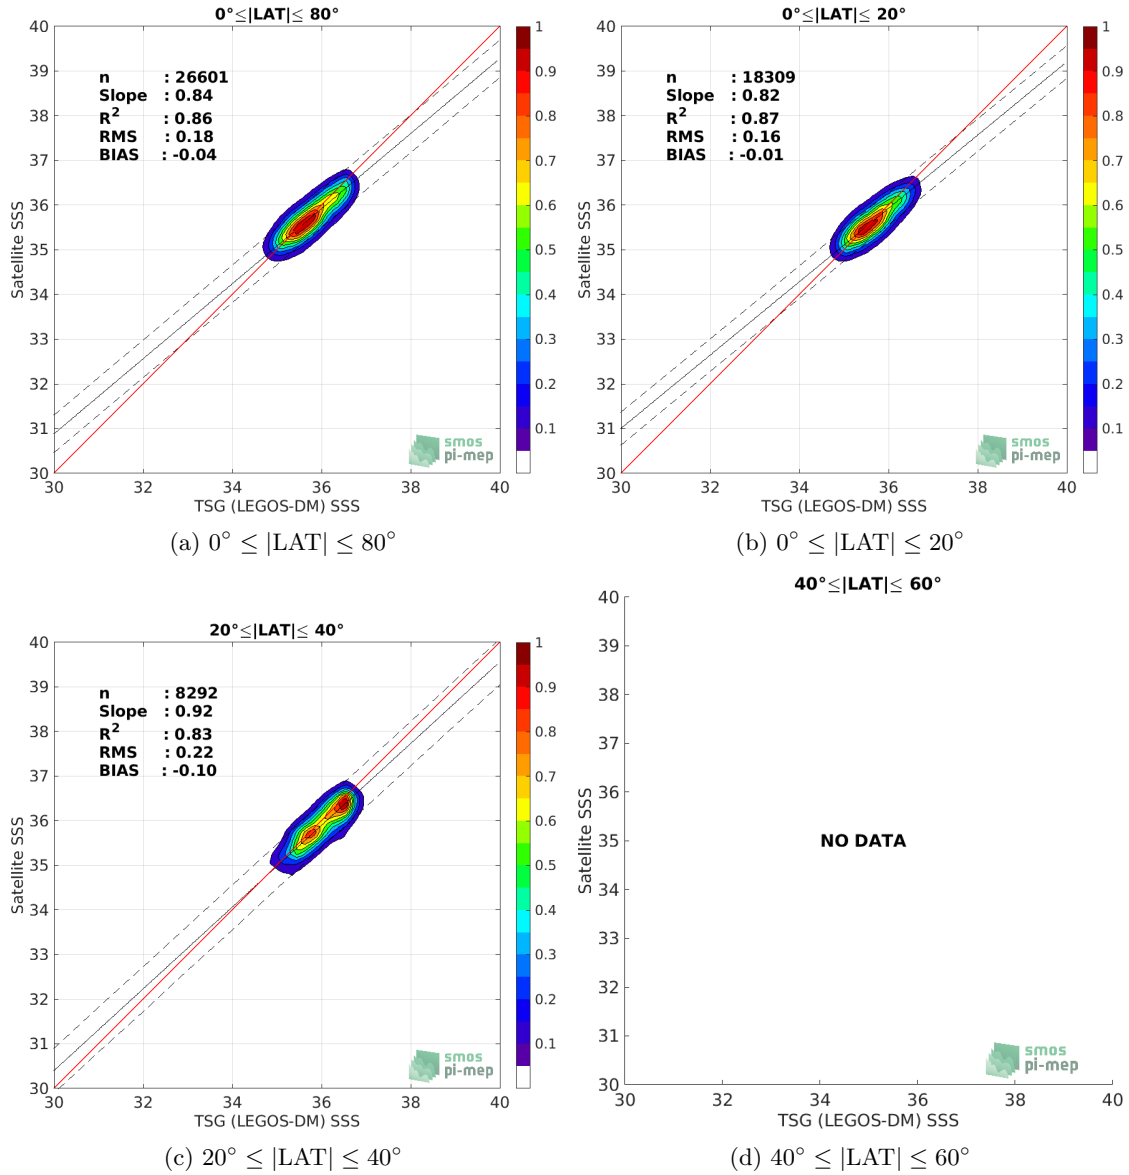 0°≤|LAT|≤ 80°
n : 26601
Slope : 0.84
R² : 0.86
RMS : 0.18
BIAS : -0.04
40
39
38
37
36
35
34
33
32
31
30
30 32 34 36 38 40
Satellite SSS
TSG (LEGOS-DM) SSS
1
0.9
0.8
0.7
0.6
0.5
0.4
0.3
0.2
0.1
smos
pi-mep
(a) 0° ≤ |LAT| ≤ 80°
0°≤|LAT|≤ 20°
n : 18309
Slope : 0.82
R² : 0.87
RMS : 0.16
BIAS : -0.01
40
39
38
37
36
35
34
33
32
31
30
30 32 34 36 38 40
Satellite SSS
TSG (LEGOS-DM) SSS
1
0.9
0.8
0.7
0.6
0.5
0.4
0.3
0.2
0.1
smos
pi-mep
(b) 0° ≤ |LAT| ≤ 20°
20°≤|LAT|≤ 40°
n : 8292
Slope : 0.92
R² : 0.83
RMS : 0.22
BIAS : -0.10
40
39
38
37
36
35
34
33
32
31
30
30 32 34 36 38 40
Satellite SSS
TSG (LEGOS-DM) SSS
1
0.9
0.8
0.7
0.6
0.5
0.4
0.3
0.2
0.1
smos
pi-mep
(c) 20° ≤ |LAT| ≤ 40°
40°≤|LAT|≤ 60°
40
39
38
37
36
35
34
33
32
31
30
30 32 34 36 38 40
Satellite SSS
NO DATA
TSG (LEGOS-DM) SSS
smos
pi-mep
(d) 40° ≤ |LAT| ≤ 60°